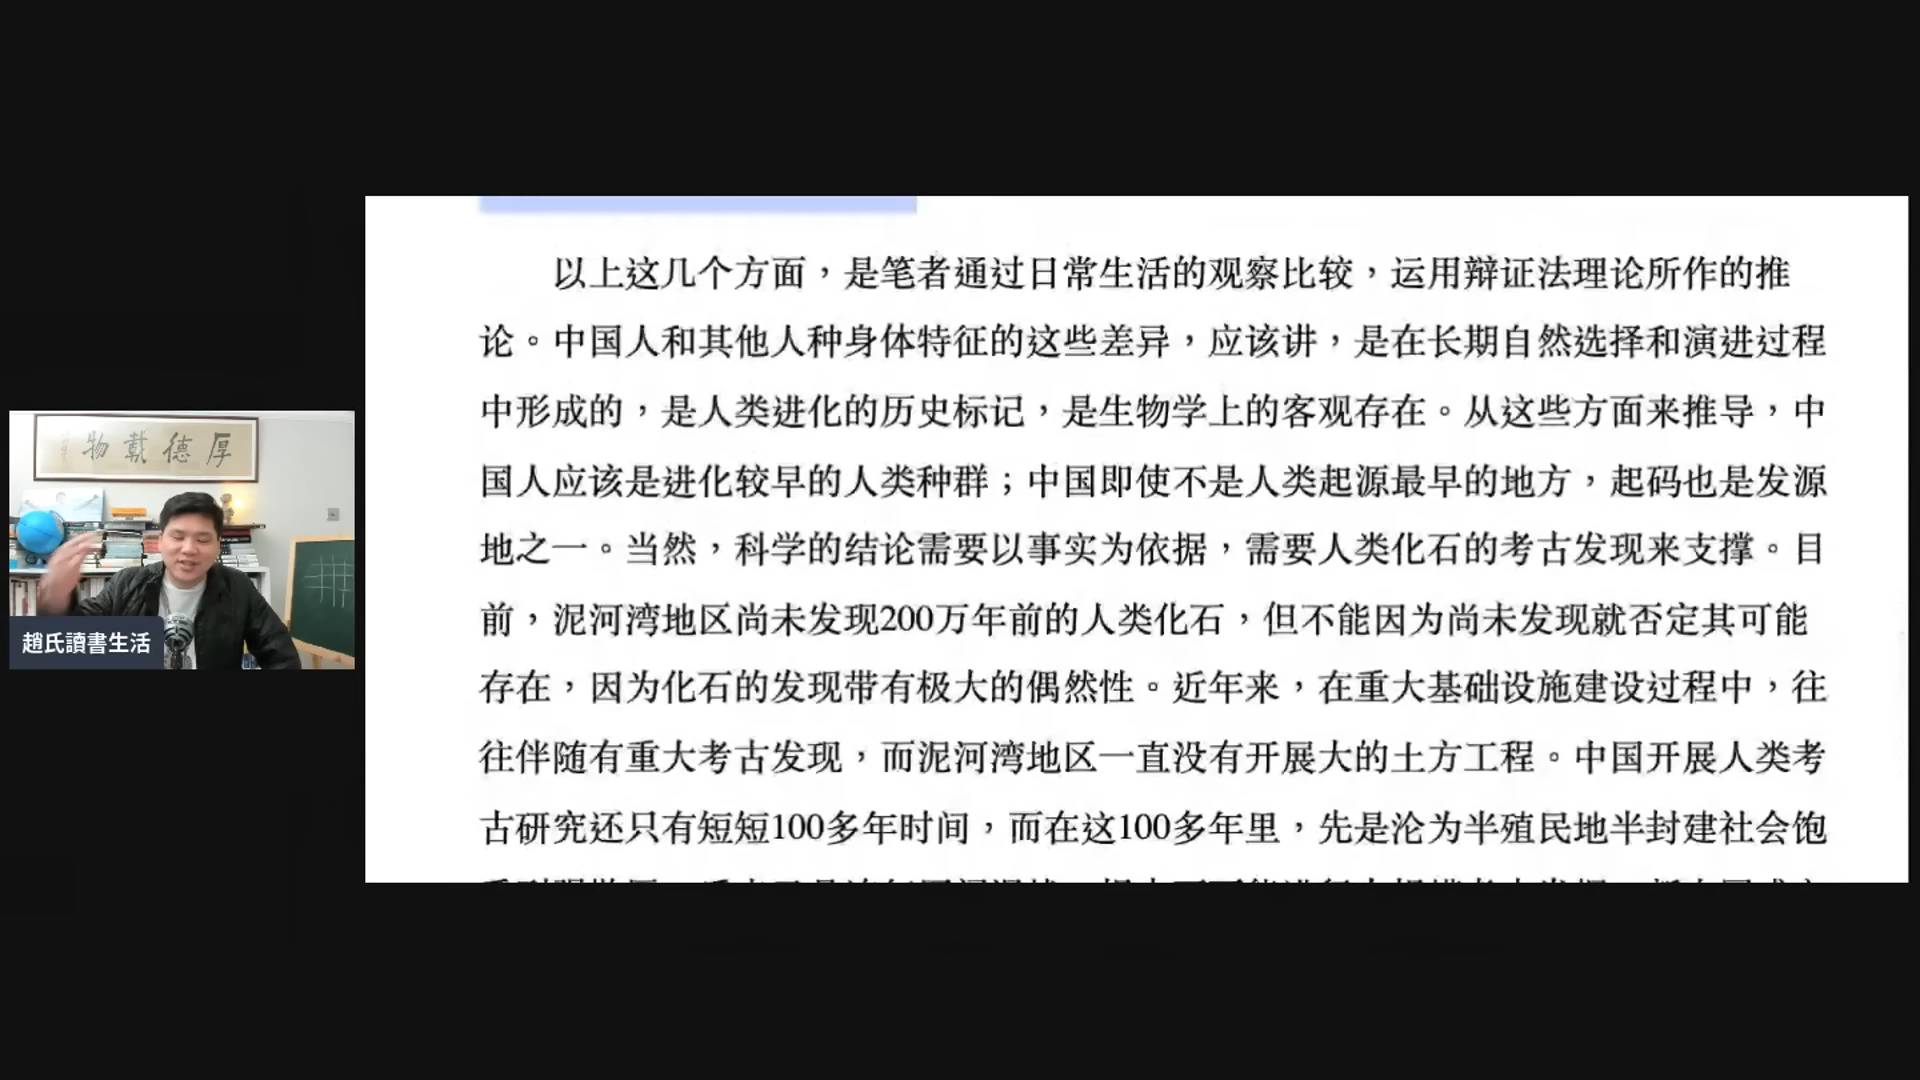 厚德載物
趙氏讀書生活
以上这几个方面，是笔者通过日常生活的观察比较，运用辩证法理论所作的推
论。中国人和其他人种身体特征的这些差异，应该讲，是在长期自然选择和演进过程
中形成的，是人类进化的历史标记，是生物学上的客观存在。从这些方面来推导，中
国人应该是进化较早的人类种群；中国即使不是人类起源最早的地方，起码也是发源
地之一。当然，科学的结论需要以事实为依据，需要人类化石的考古发现来支撑。目
前，泥河湾地区尚未发现200万年前的人类化石，但不能因为尚未发现就否定其可能
存在，因为化石的发现带有极大的偶然性。近年来，在重大基础设施建设过程中，往
往伴随有重大考古发现，而泥河湾地区一直没有开展大的土方工程。中国开展人类考
古研究还只有短短100多年时间，而在这100多年里，先是沦为半殖民地半封建社会饱